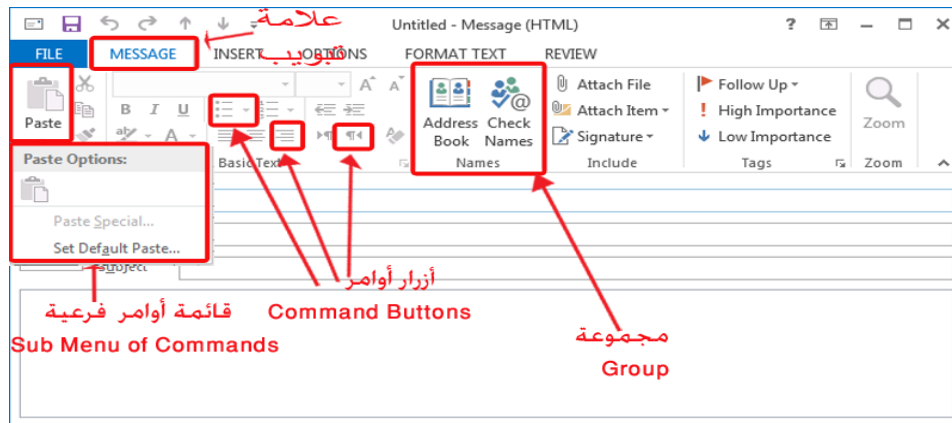 Untitled - Message (HTML)
علامة
تبويب
FILE MESSAGE INSERT OPTIONS FORMAT TEXT REVIEW
Paste
B I U
A A A
Address Book
Check Names
Attach File
Attach Item
Signature
Follow Up
High Importance
Low Importance
Zoom
Basic Text Names Include Tags Zoom
Paste Options:
Paste Special...
Set Default Paste...
Subject
أزرار أوامر
Command Buttons
قائمة أوامر فرعية
Sub Menu of Commands
مجموعة
Group